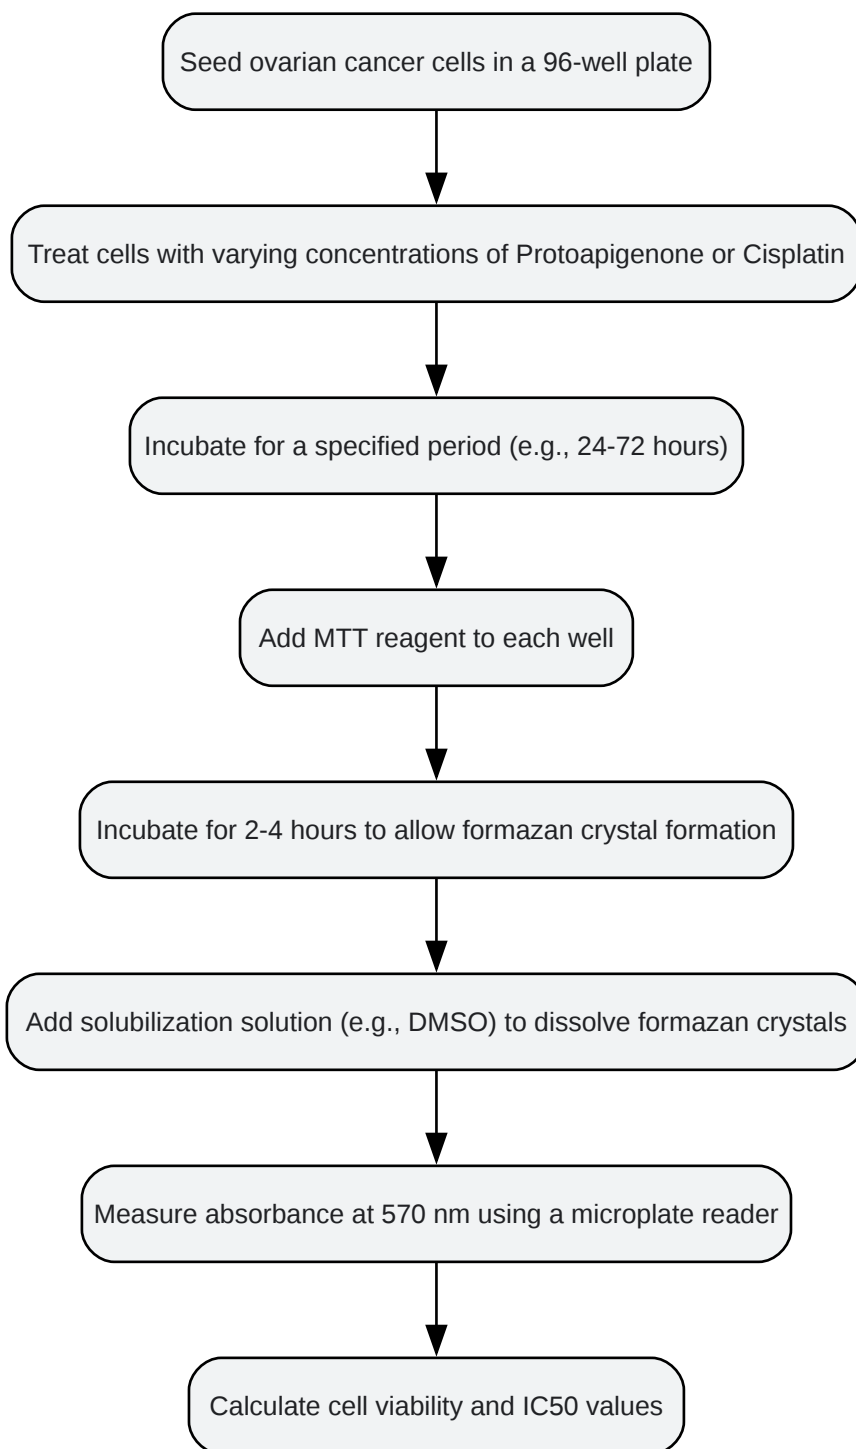 Seed ovarian cancer cells in a 96-well plate
Treat cells with varying concentrations of Protoapigenone or Cisplatin
Incubate for a specified period (e.g., 24-72 hours)
Add MTT reagent to each well
Incubate for 2-4 hours to allow formazan crystal formation
Add solubilization solution (e.g., DMSO) to dissolve formazan crystals
Measure absorbance at 570 nm using a microplate reader
Calculate cell viability and IC50 values